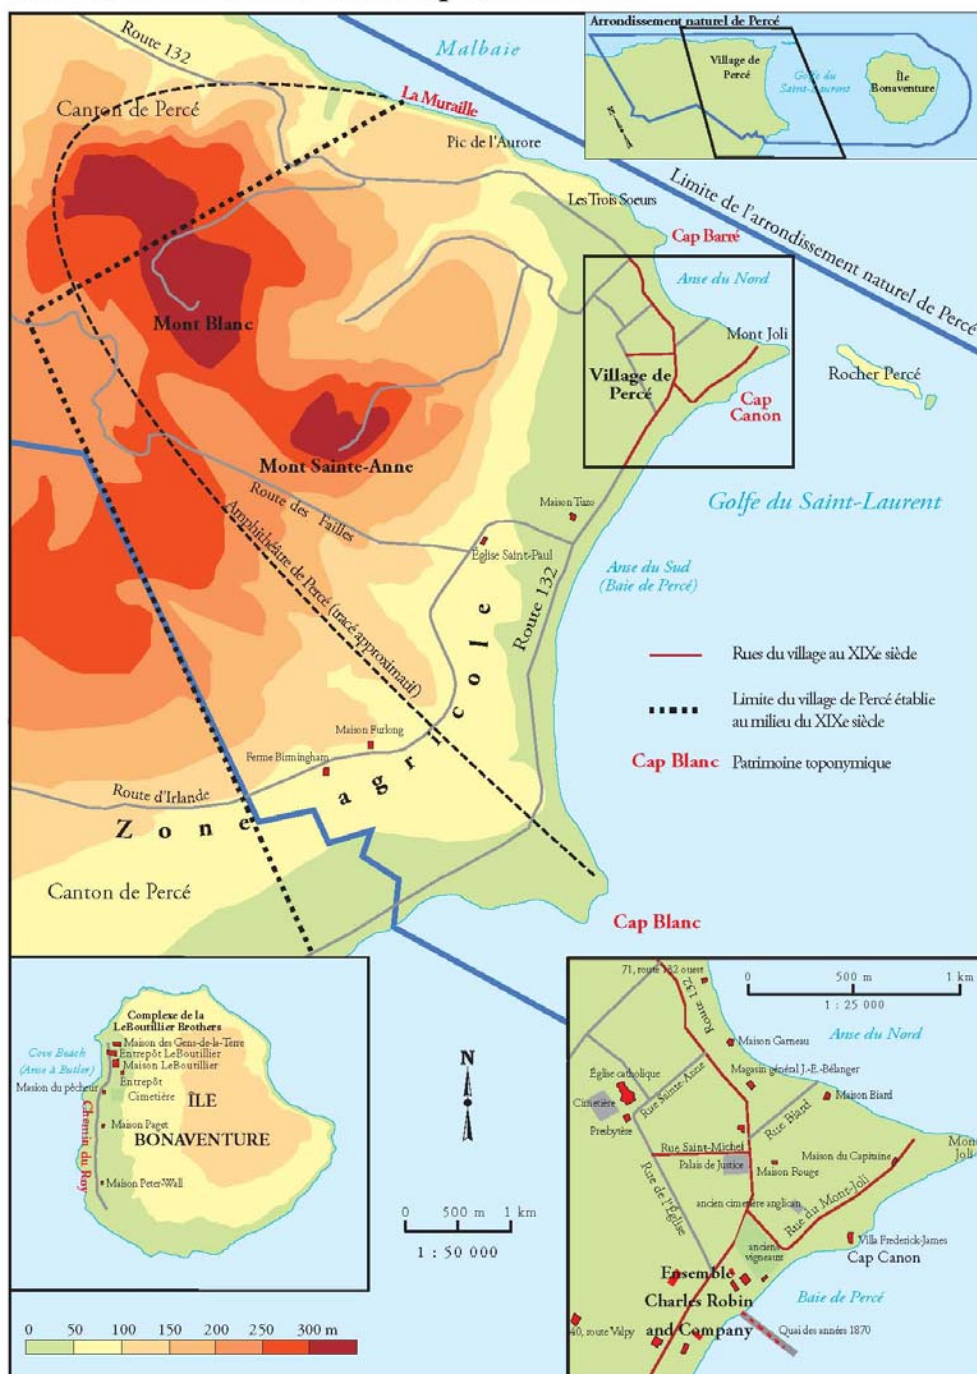 Arrondissement naturel de Percé
Village de
Percé
Golfe du
Saint-Laurent
Île
Bonaventure
Route 132
Malbaie
Canton de Percé
La Muraille
Pic de l'Aurore
Les Trois Soeurs
Limite de l'arrondissement naturel de Percé
Cap Barré
Anse du Nord
Mont Joli
Rocher Percé
Mont Blanc
Village de
Percé
Cap
Canon
Mont Sainte-Anne
Route des Failles
Amphithéâtre de Percé (tracé approximatif)
Maison Tuzo
Église Saint-Paul
Golfe du Saint-Laurent
Anse du Sud
(Baie de Percé)
Route 132
Rues du village au XIXe siècle
Limite du village de Percé établie
au milieu du XIXe siècle
Cap Blanc Patrimoine toponymique
Maison Furlong
Ferme Birmingham
Route d'Irlande
Zone agricole
Canton de Percé
Cap Blanc
Complexe de la
LeBoutillier Brothers
Maison des Gens-de-la-Terre
Entrepôt LeBoutillier
Maison LeBoutillier
Entrepôt
Cimetière
Cove Beach
(Anse à Butler)
Masion du pêcheur
ÎLE
BONAVENTURE
Maison Paget
Chemin du Roy
Maison Peter-Wall
0 50 100 150 200 250 300 m
N
0 500 m 1 km
1 : 50 000
71, route 132 ouest
0 500 m 1 km
1 : 25 000
Route 132
Anse du Nord
Maison Garneau
Église catholique
Magasin général J.-E.-Bélanger
Rue Sainte-Anne
Cimetière
Maison Biard
Presbytère
Rue Biard
Rue Saint-Michel
Palais de Justice
Maison Rouge
Maison du Capitaine
Mont
Joli
Rue de l'Église
ancien cimetière anglican
Rue du Mont-Joli
anciens
vigneaux
Villa Frederick-James
Cap Canon
Ensemble
Charles Robin
and Company
Baie de Percé
40, route Valpy
Quai des années 1870